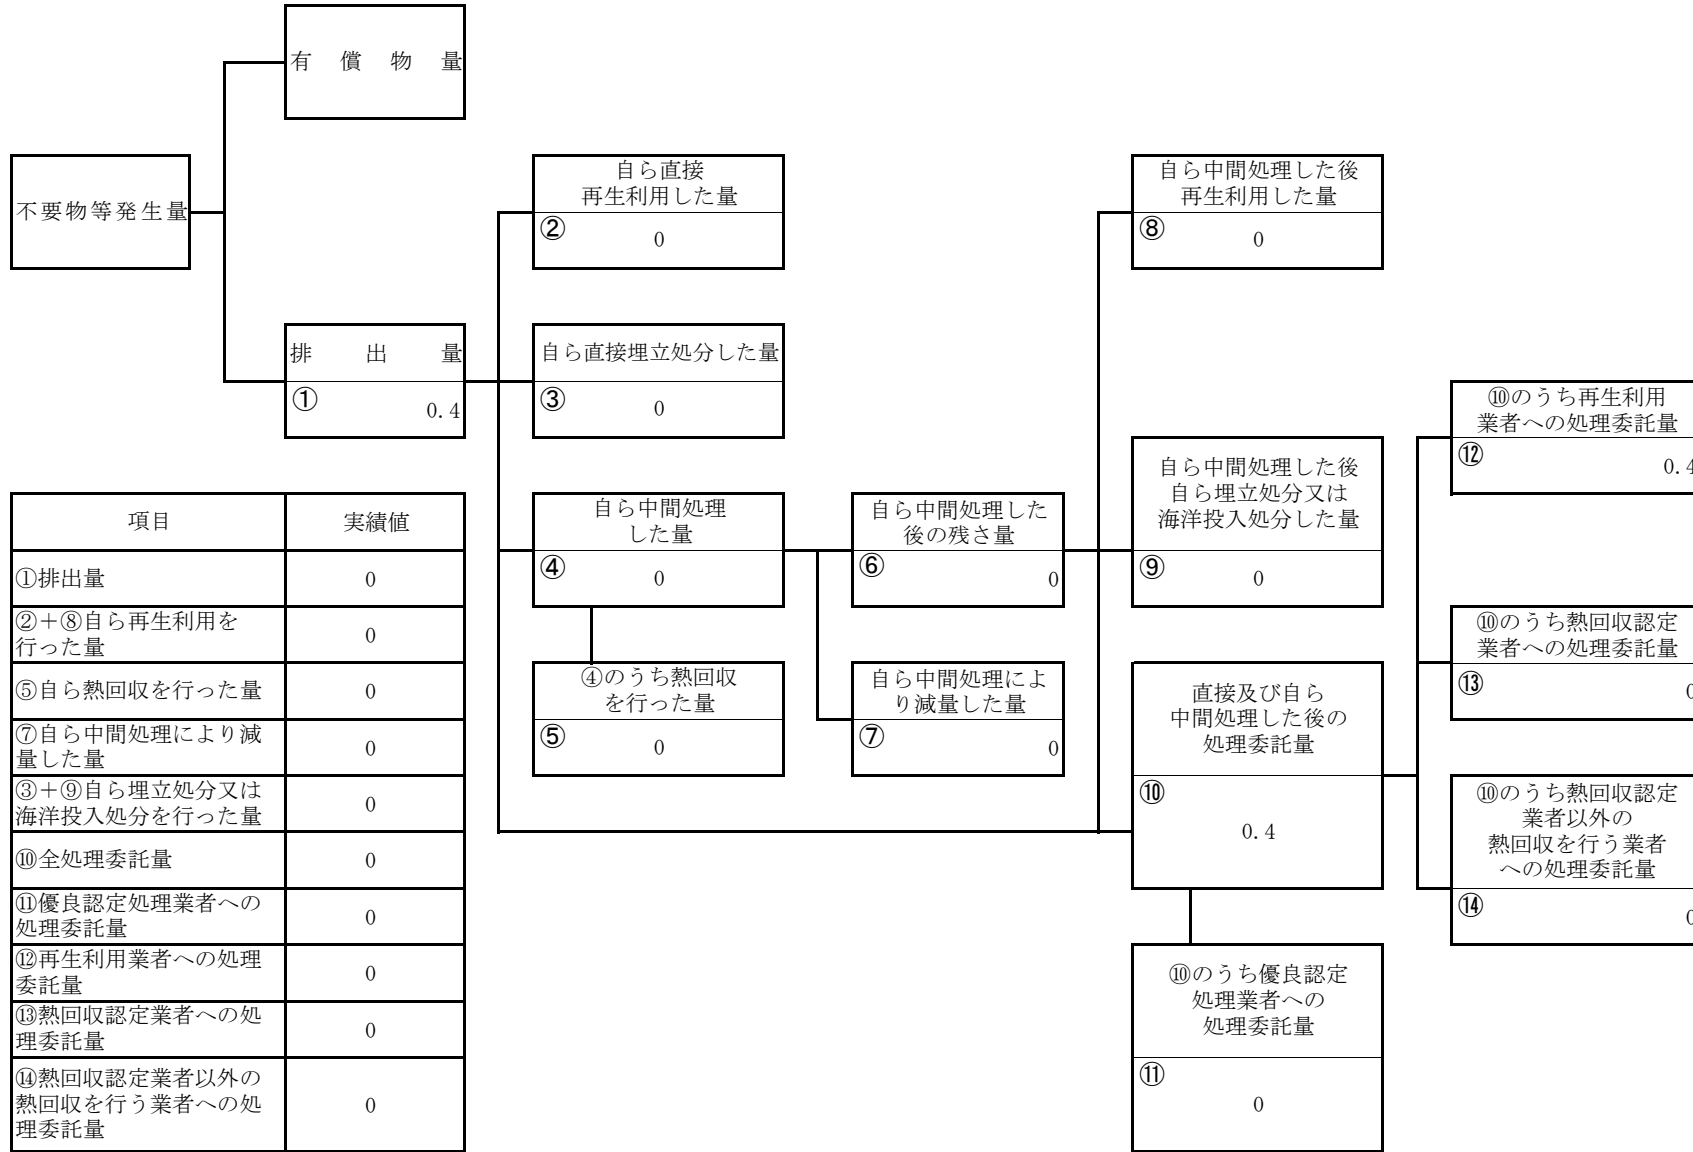 有償物量
不要物等発生量
排出量
①
0.4
自ら直接
再生利用した量
②
0
自ら直接埋立処分した量
③
0
自ら中間処理
した量
④
0
④のうち熱回収
を行った量
⑤
0
自ら中間処理した
後の残さ量
⑥
0
自ら中間処理によ
り減量した量
⑦
0
自ら中間処理した後
再生利用した量
⑧
0
自ら中間処理した後
自ら埋立処分又は
海洋投入処分した量
⑨
0
直接及び自ら
中間処理した後の
処理委託量
⑩
0.4
⑩のうち優良認定
処理業者への
処理委託量
⑪
0
⑩のうち再生利用
業者への処理委託量
⑫
0.4
⑩のうち熱回収認定
業者への処理委託量
⑬
0
⑩のうち熱回収認定
業者以外の
熱回収を行う業者
への処理委託量
⑭
0
項目 実績値
①排出量 0
②+⑧自ら再生利用を
行った量 0
⑤自ら熱回収を行った量 0
⑦自ら中間処理により減
量した量 0
③+⑨自ら埋立処分又は
海洋投入処分を行った量 0
⑩全処理委託量 0
⑪優良認定処理業者への
処理委託量 0
⑫再生利用業者への処理
委託量 0
⑬熱回収認定業者への処
理委託量 0
⑭熱回収認定業者以外の
熱回収を行う業者への処
理委託量 0